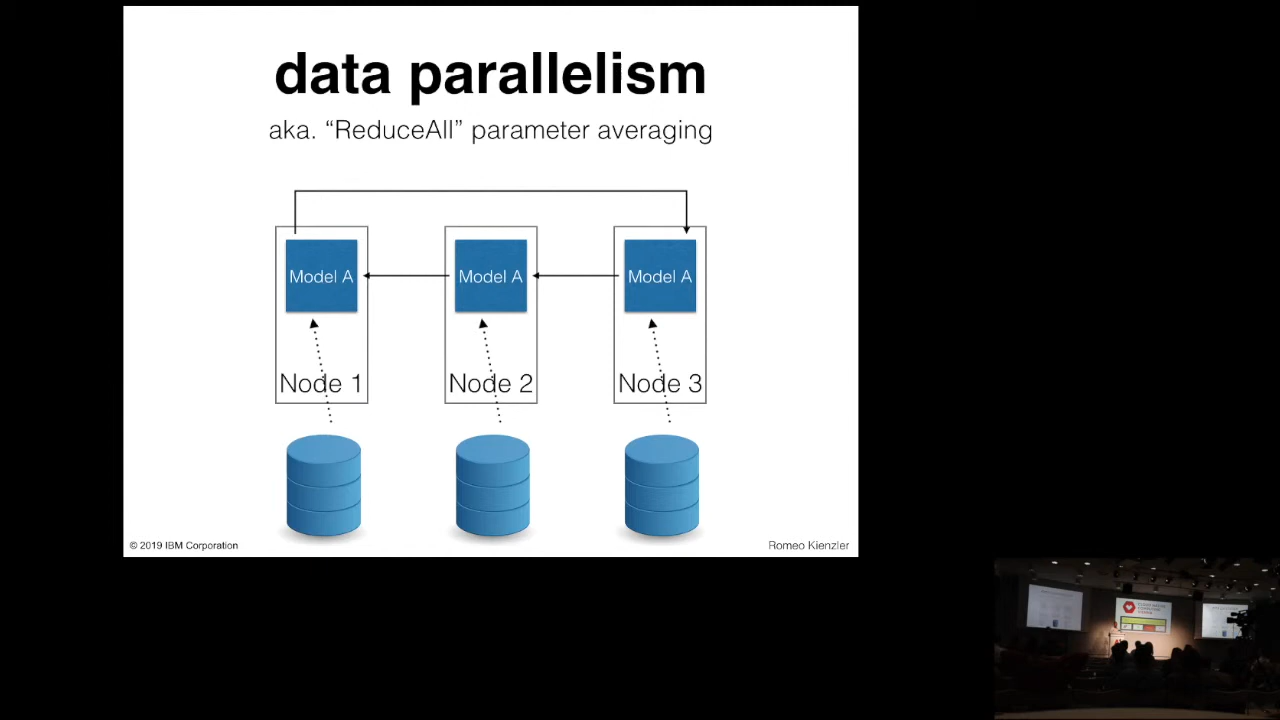 data parallelism
aka. “ReduceAll” parameter averaging
Model A
Model A
Model A
Node 1
Node 2
Node 3
© 2019 IBM Corporation
Romeo Kienzler